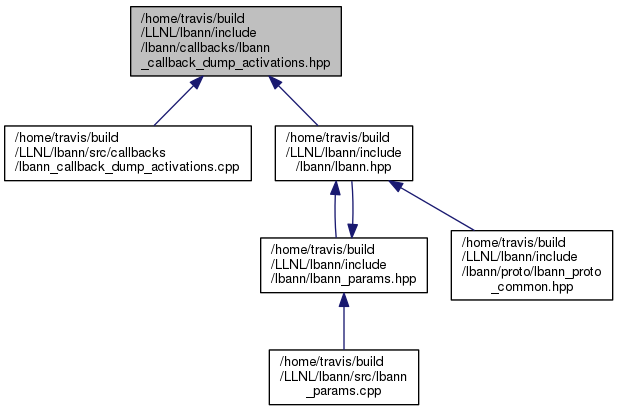 /home/travis/build
/LLNL/lbann/include
/lbann/callbacks/lbann
_callback_dump_activations.hpp
/home/travis/build
/LLNL/lbann/src/callbacks
/lbann_callback_dump_activations.cpp
/home/travis/build
/LLNL/lbann/include
/lbann/lbann.hpp
/home/travis/build
/LLNL/lbann/include
/lbann/lbann_params.hpp
/home/travis/build
/LLNL/lbann/include
/lbann/proto/lbann_proto
_common.hpp
/home/travis/build
/LLNL/lbann/src/lbann
_params.cpp